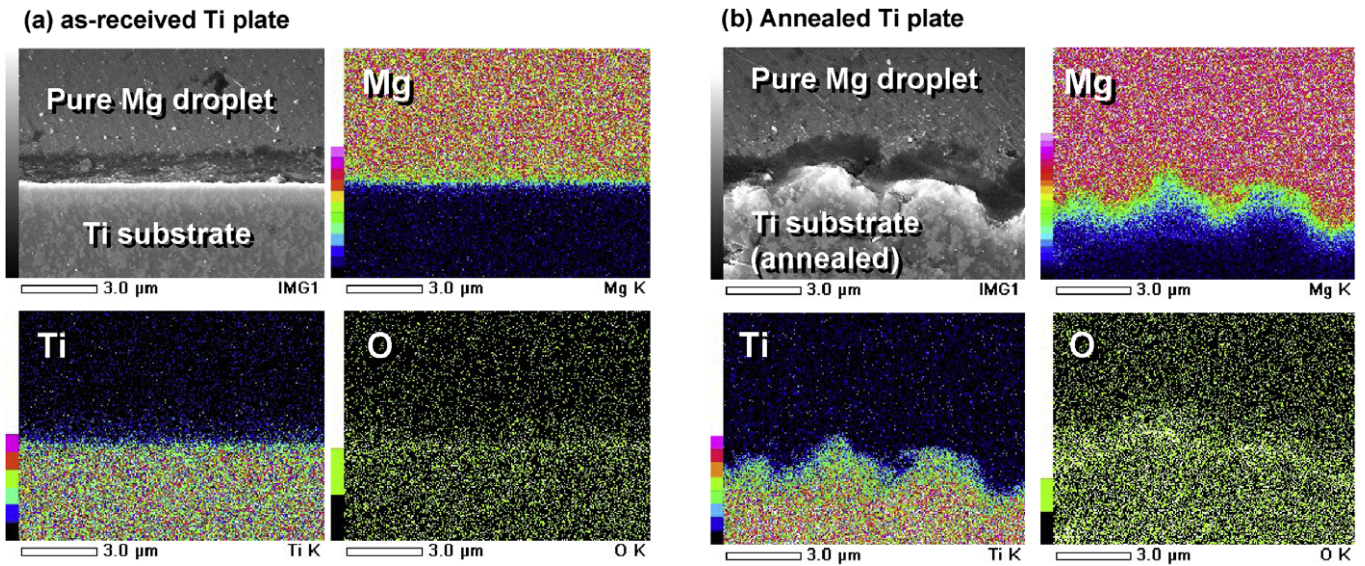 (a) as-received Ti plate
Pure Mg droplet
Ti substrate
3.0 µm
IMG1
Mg
3.0 µm
Mg K
Ti
3.0 µm
Ti K
O
3.0 µm
O K
(b) Annealed Ti plate
Pure Mg droplet
Ti substrate
(annealed)
3.0 µm
IMG1
Mg
3.0 µm
Mg K
Ti
3.0 µm
Ti K
O
3.0 µm
O K